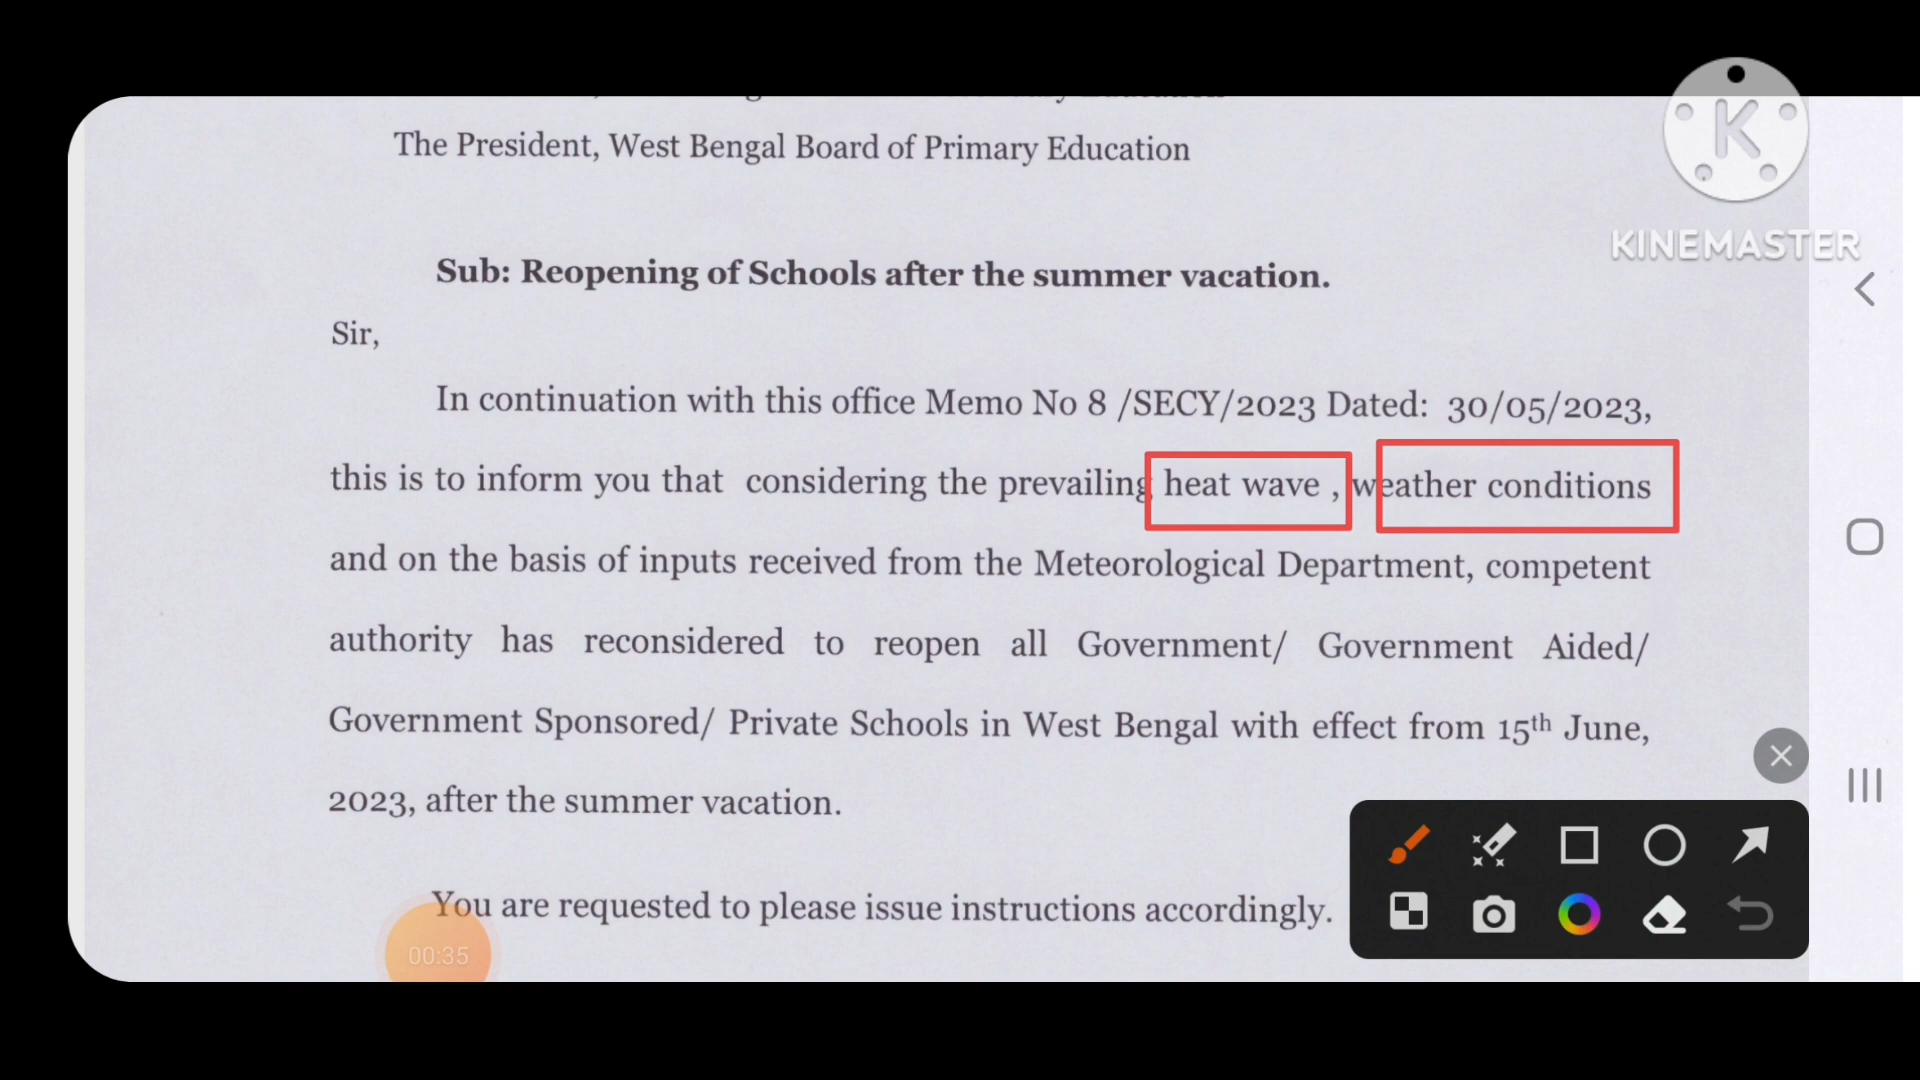 The President, West Bengal Board of Primary Education
K
KINEMASTER
Sub: Reopening of Schools after the summer vacation.
Sir,
In continuation with this office Memo No 8 /SECY/2023 Dated: 30/05/2023,
this is to inform you that considering the prevailing heat wave , weather conditions
and on the basis of inputs received from the Meteorological Department, competent
authority has reconsidered to reopen all Government/ Government Aided/
Government Sponsored/ Private Schools in West Bengal with effect from 15th June,
2023, after the summer vacation.
You are requested to please issue instructions accordingly.
00:35